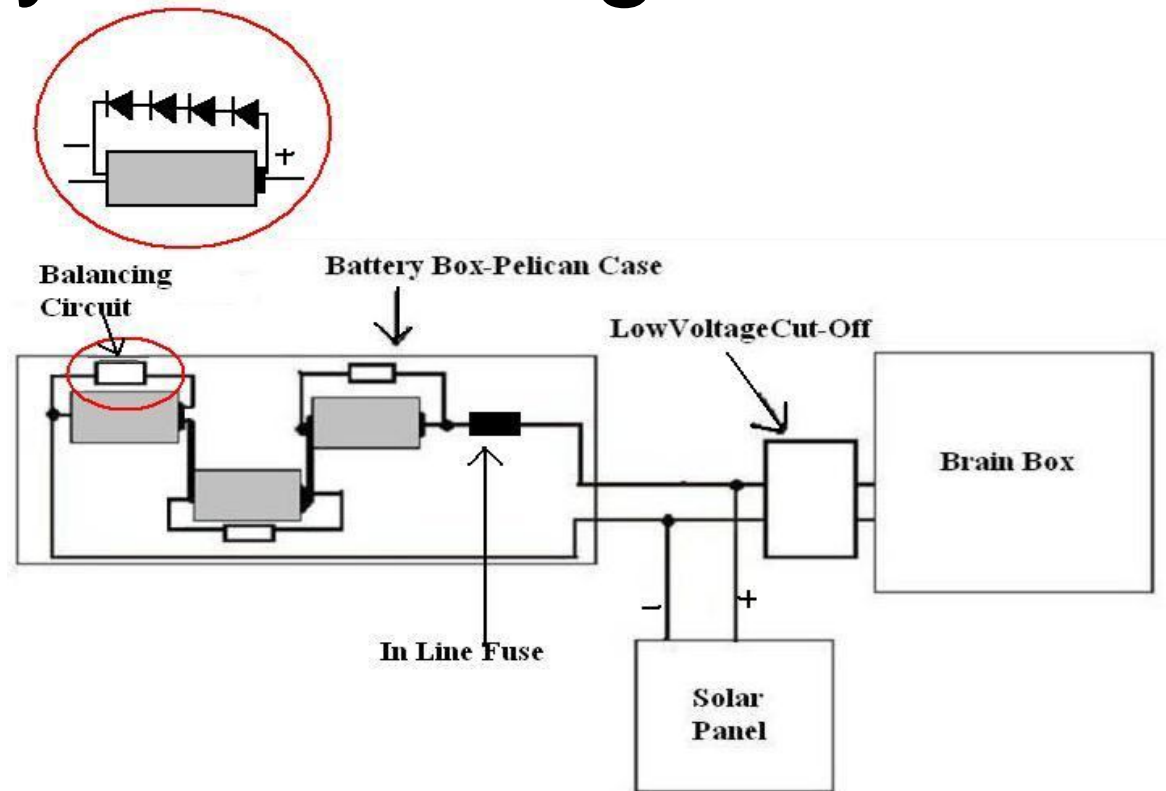 −
+
Balancing
Circuit
Battery Box-Pelican Case
LowVoltageCut-Off
Brain Box
In Line Fuse
−
+
Solar
Panel